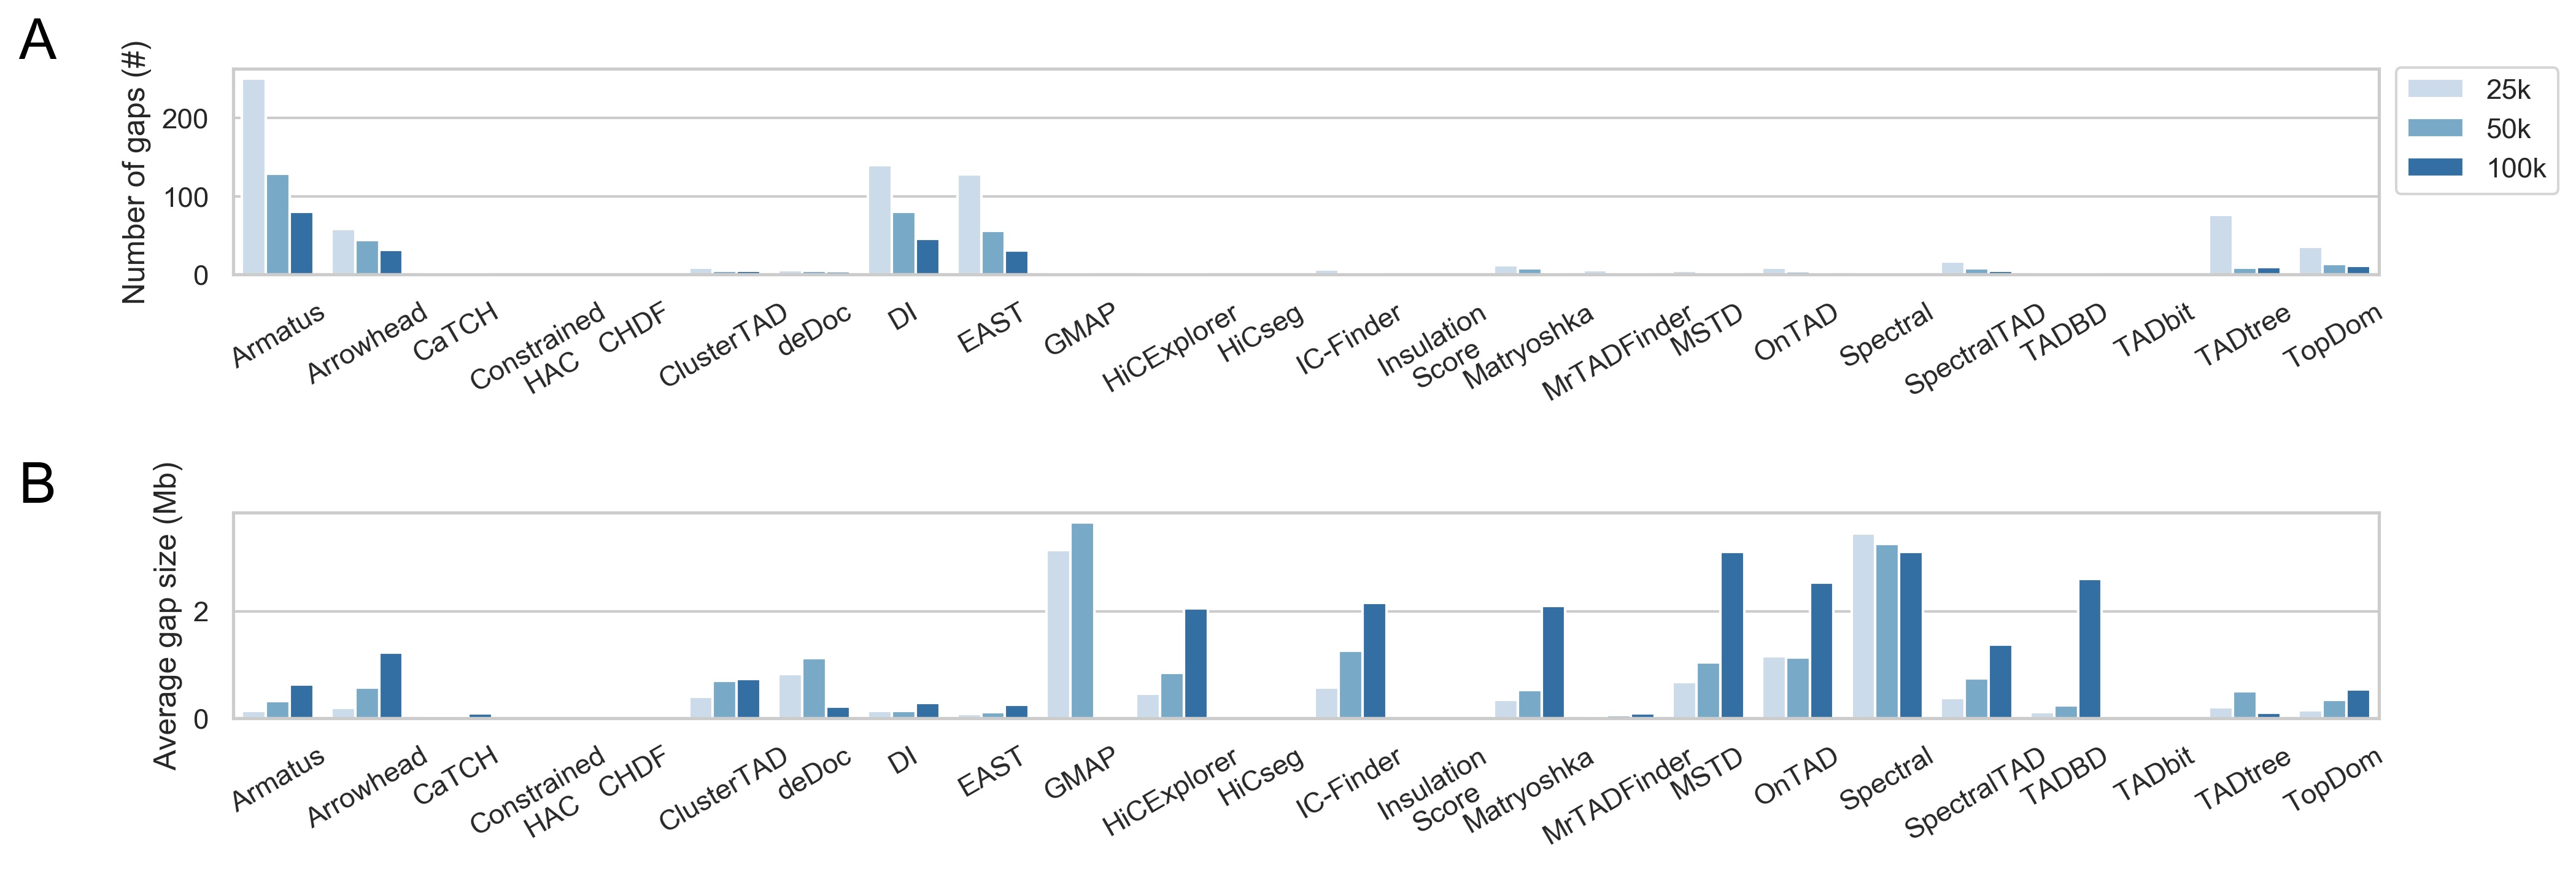 A
Number of gaps (#)
200
100
0
25k
50k
100k
Armatus
Arrowhead
CaTCH
Constrained
HAC
CHDF
ClusterTAD
deDoc
DI
EAST
GMAP
HiCExplorer
HiCseg
IC-Finder
Insulation
Score
Matryoshka
MrTADFinder
MSTD
OnTAD
Spectral
SpectralTAD
TADBD
TADbit
TADtree
TopDom
B
Average gap size (Mb)
2
0
Armatus
Arrowhead
CaTCH
Constrained
HAC
CHDF
ClusterTAD
deDoc
DI
EAST
GMAP
HiCExplorer
HiCseg
IC-Finder
Insulation
Score
Matryoshka
MrTADFinder
MSTD
OnTAD
Spectral
SpectralTAD
TADBD
TADbit
TADtree
TopDom